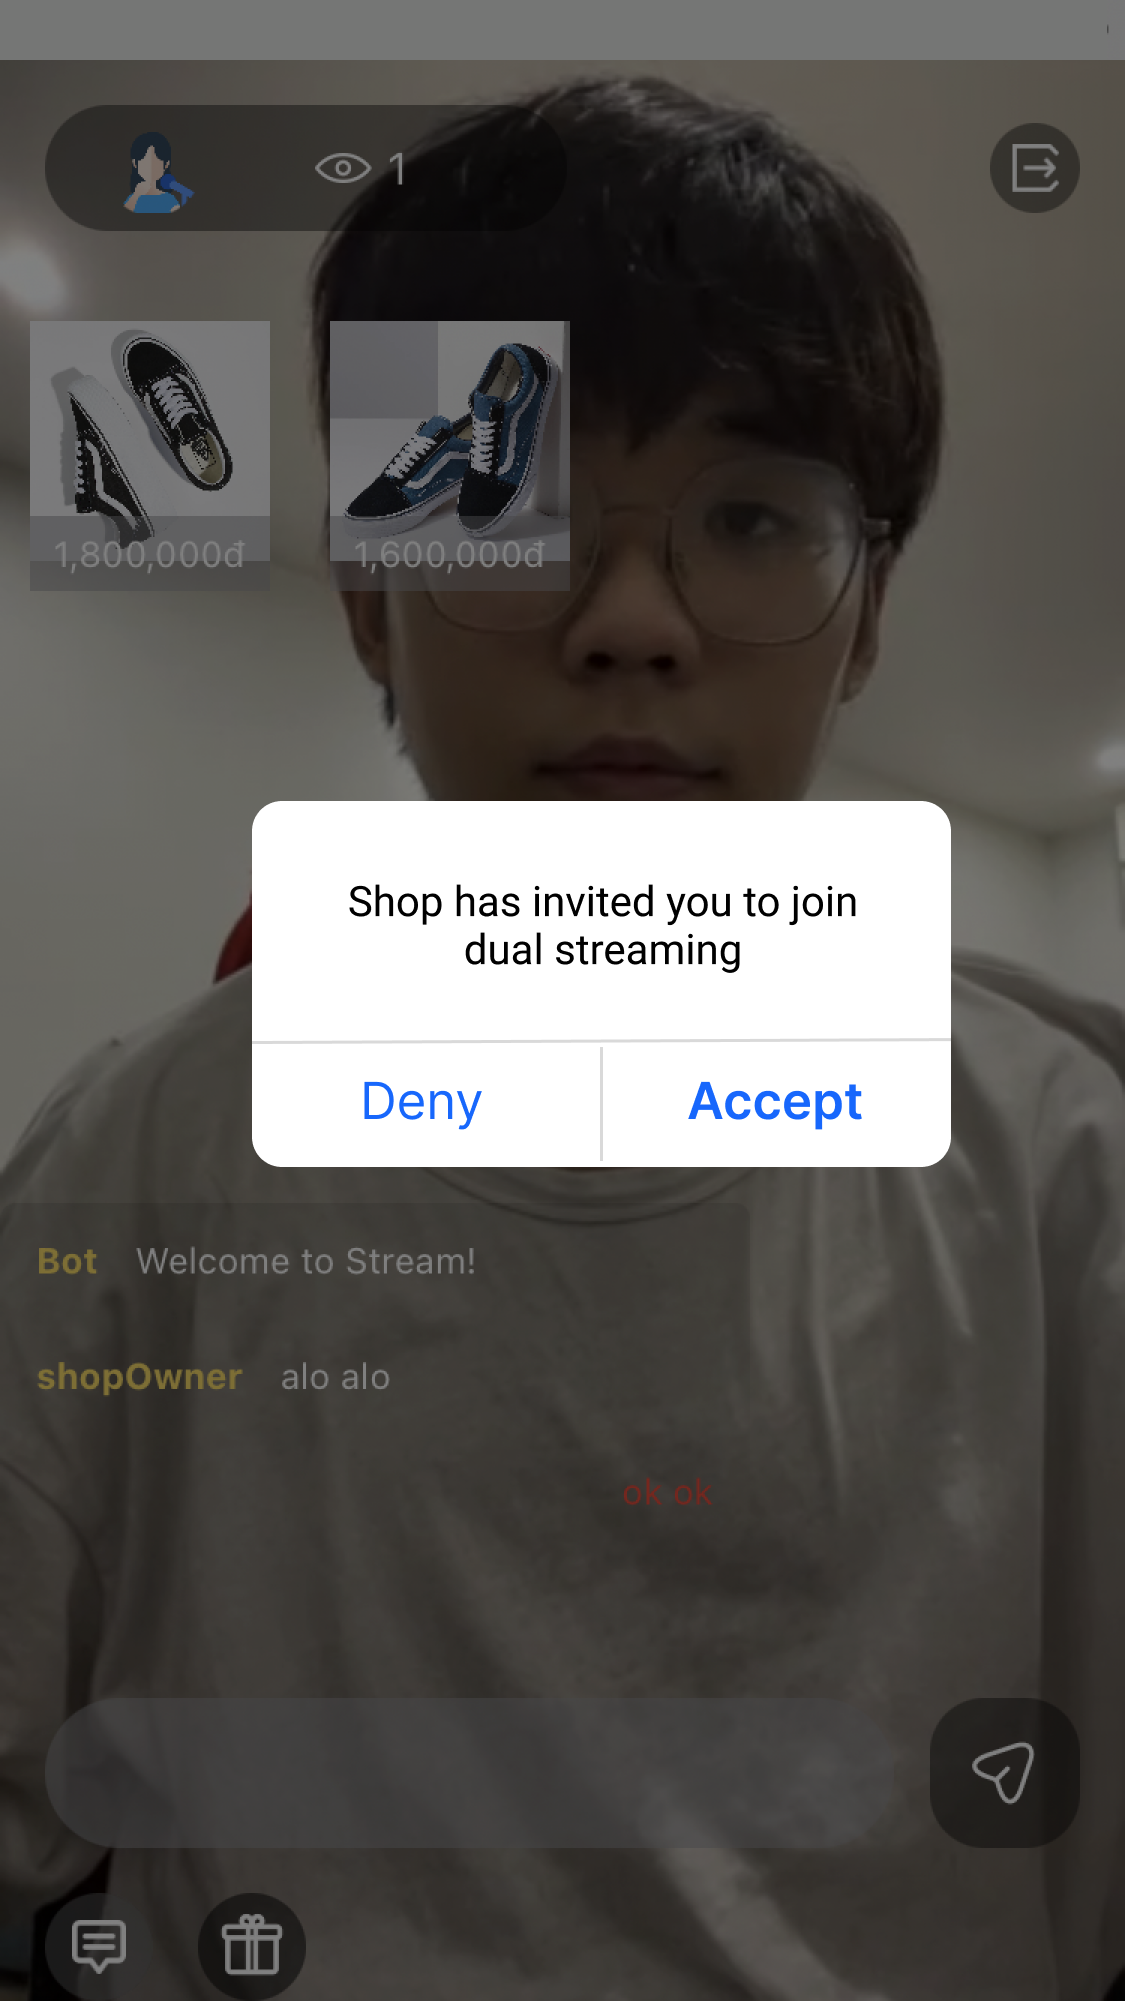 1
1,800,000đ
1,600,000đ
Shop has invited you to join
dual streaming
Deny
Accept
Bot Welcome to Stream!
shopOwner alo alo
ok ok